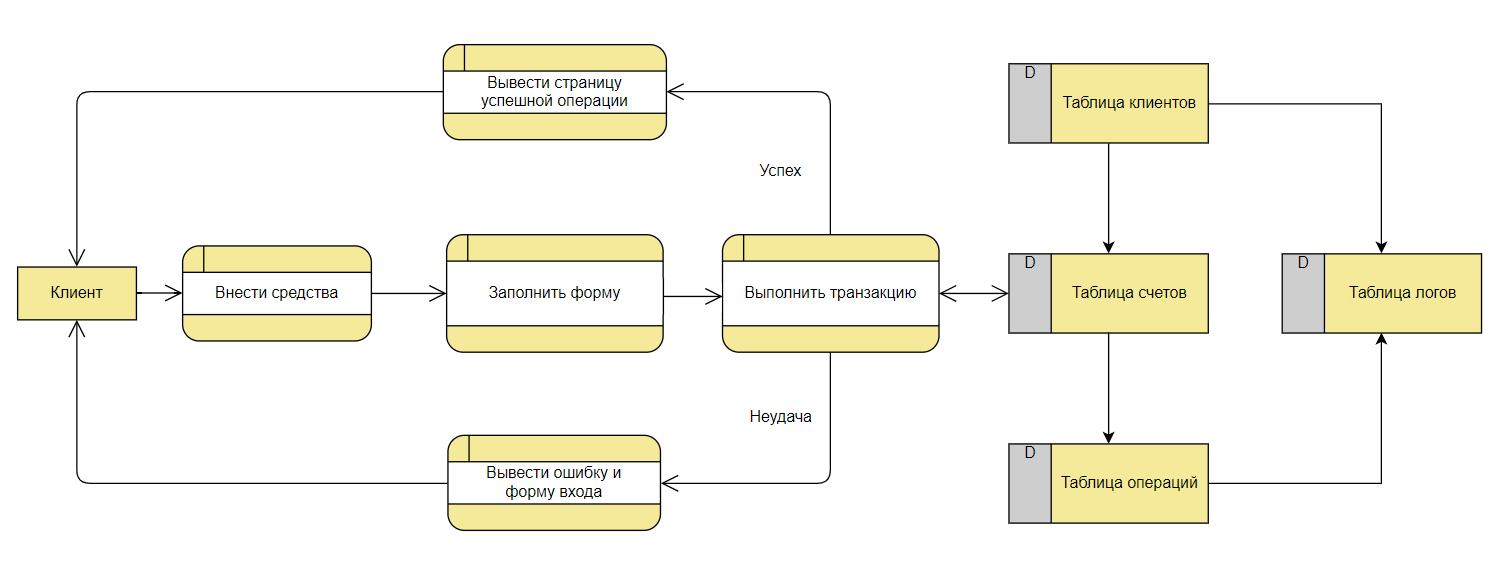 Вывести страницу
успешной операции
D
Таблица клиентов
Успех
Клиент
Внести средства
Заполнить форму
Выполнить транзакцию
D
Таблица счетов
D
Таблица логов
Неудача
Вывести ошибку и
форму входа
D
Таблица операций